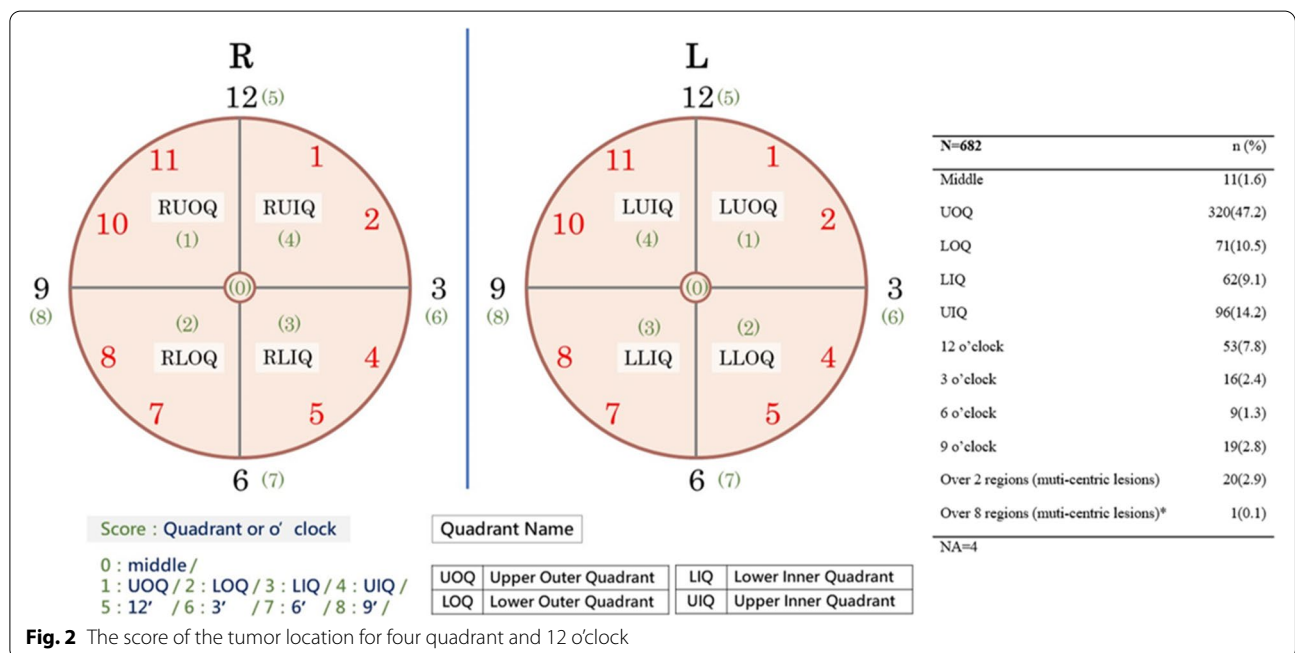 R
12 (5)
11
1
10
RUOQ
RUIQ
2
(1)
(4)
9
(8)
(0)
3
(6)
(2)
(3)
8
RLOQ
RLIQ
4
7
5
6 (7)
L
12 (5)
11
1
10
LUIQ
LUOQ
2
(4)
(1)
9
(8)
(0)
3
(6)
(3)
(2)
8
LLIQ
LLOQ
4
7
5
6 (7)
N=682 n (%)
Middle 11(1.6)
UOQ 320(47.2)
LOQ 71(10.5)
LIQ 62(9.1)
UIQ 96(14.2)
12 o'clock 53(7.8)
3 o'clock 16(2.4)
6 o'clock 9(1.3)
9 o'clock 19(2.8)
Over 2 regions (muti-centric lesions) 20(2.9)
Over 8 regions (muti-centric lesions)* 1(0.1)
NA=4
Score : Quadrant or o' clock
0 : middle /
1 : UOQ / 2 : LOQ / 3 : LIQ / 4 : UIQ /
5 : 12' / 6 : 3' / 7 : 6' / 8 : 9' /
Quadrant Name
UOQ Upper Outer Quadrant LIQ Lower Inner Quadrant
LOQ Lower Outer Quadrant UIQ Upper Inner Quadrant
Fig. 2 The score of the tumor location for four quadrant and 12 o'clock